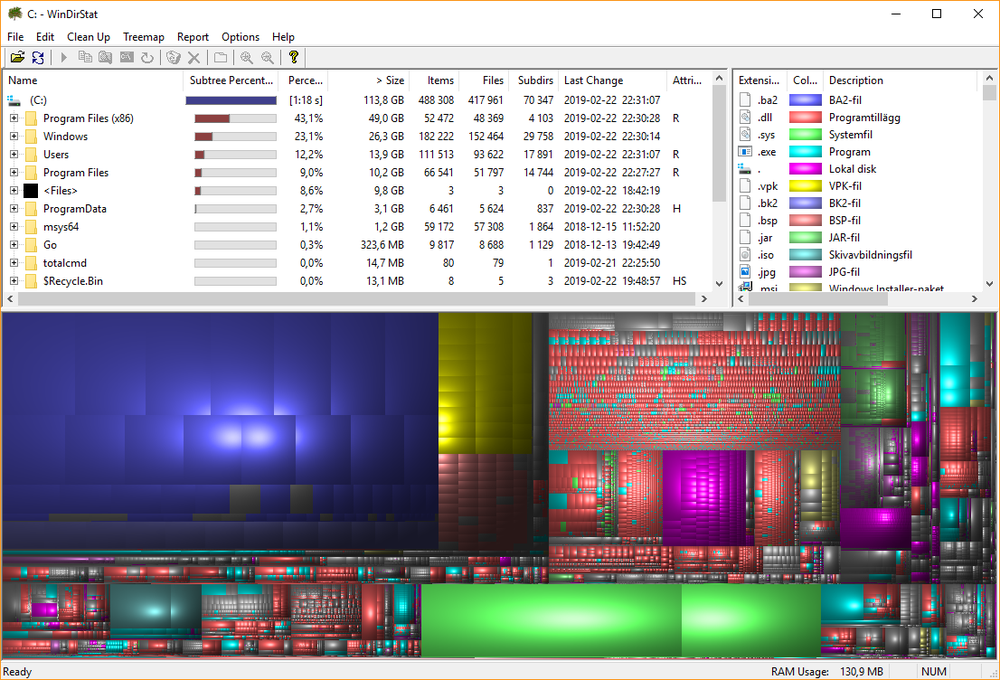 C: - WinDirStat
File Edit Clean Up Treemap Report Options Help
Name Subtree Percent... Perce... > Size Items Files Subdirs Last Change Attri...
(C:) [1:18 s] 113,8 GB 488 308 417 961 70 347 2019-02-22 22:31:07
Program Files (x86) 43,1% 49,0 GB 52 472 48 369 4 103 2019-02-22 22:30:28 R
Windows 23,1% 26,3 GB 182 222 152 464 29 758 2019-02-22 22:30:14
Users 12,2% 13,9 GB 111 513 93 622 17 891 2019-02-22 22:31:07 R
Program Files 9,0% 10,2 GB 66 541 51 797 14 744 2019-02-22 22:27:27 R
<Files> 8,6% 9,8 GB 3 3 0 2019-02-22 18:42:19
ProgramData 2,7% 3,1 GB 6 461 5 624 837 2019-02-22 22:30:28 H
msys64 1,1% 1,2 GB 59 172 57 308 1 864 2018-12-15 11:52:20
Go 0,3% 323,6 MB 9 817 8 688 1 129 2018-12-13 19:42:49
totalcmd 0,0% 14,7 MB 80 79 1 2019-02-21 22:25:50
$Recycle.Bin 0,0% 13,1 MB 8 5 3 2019-02-22 19:48:57 HS
Extensi... Col... Description
.ba2 BA2-fil
.dll Programtillägg
.sys Systemfil
.exe Program
. Lokal disk
.vpk VPK-fil
.bk2 BK2-fil
.bsp BSP-fil
.jar JAR-fil
.iso Skivavbildningsfil
.jpg JPG-fil
.msi Windows Installer-paket
Ready RAM Usage: 130,9 MB NUM